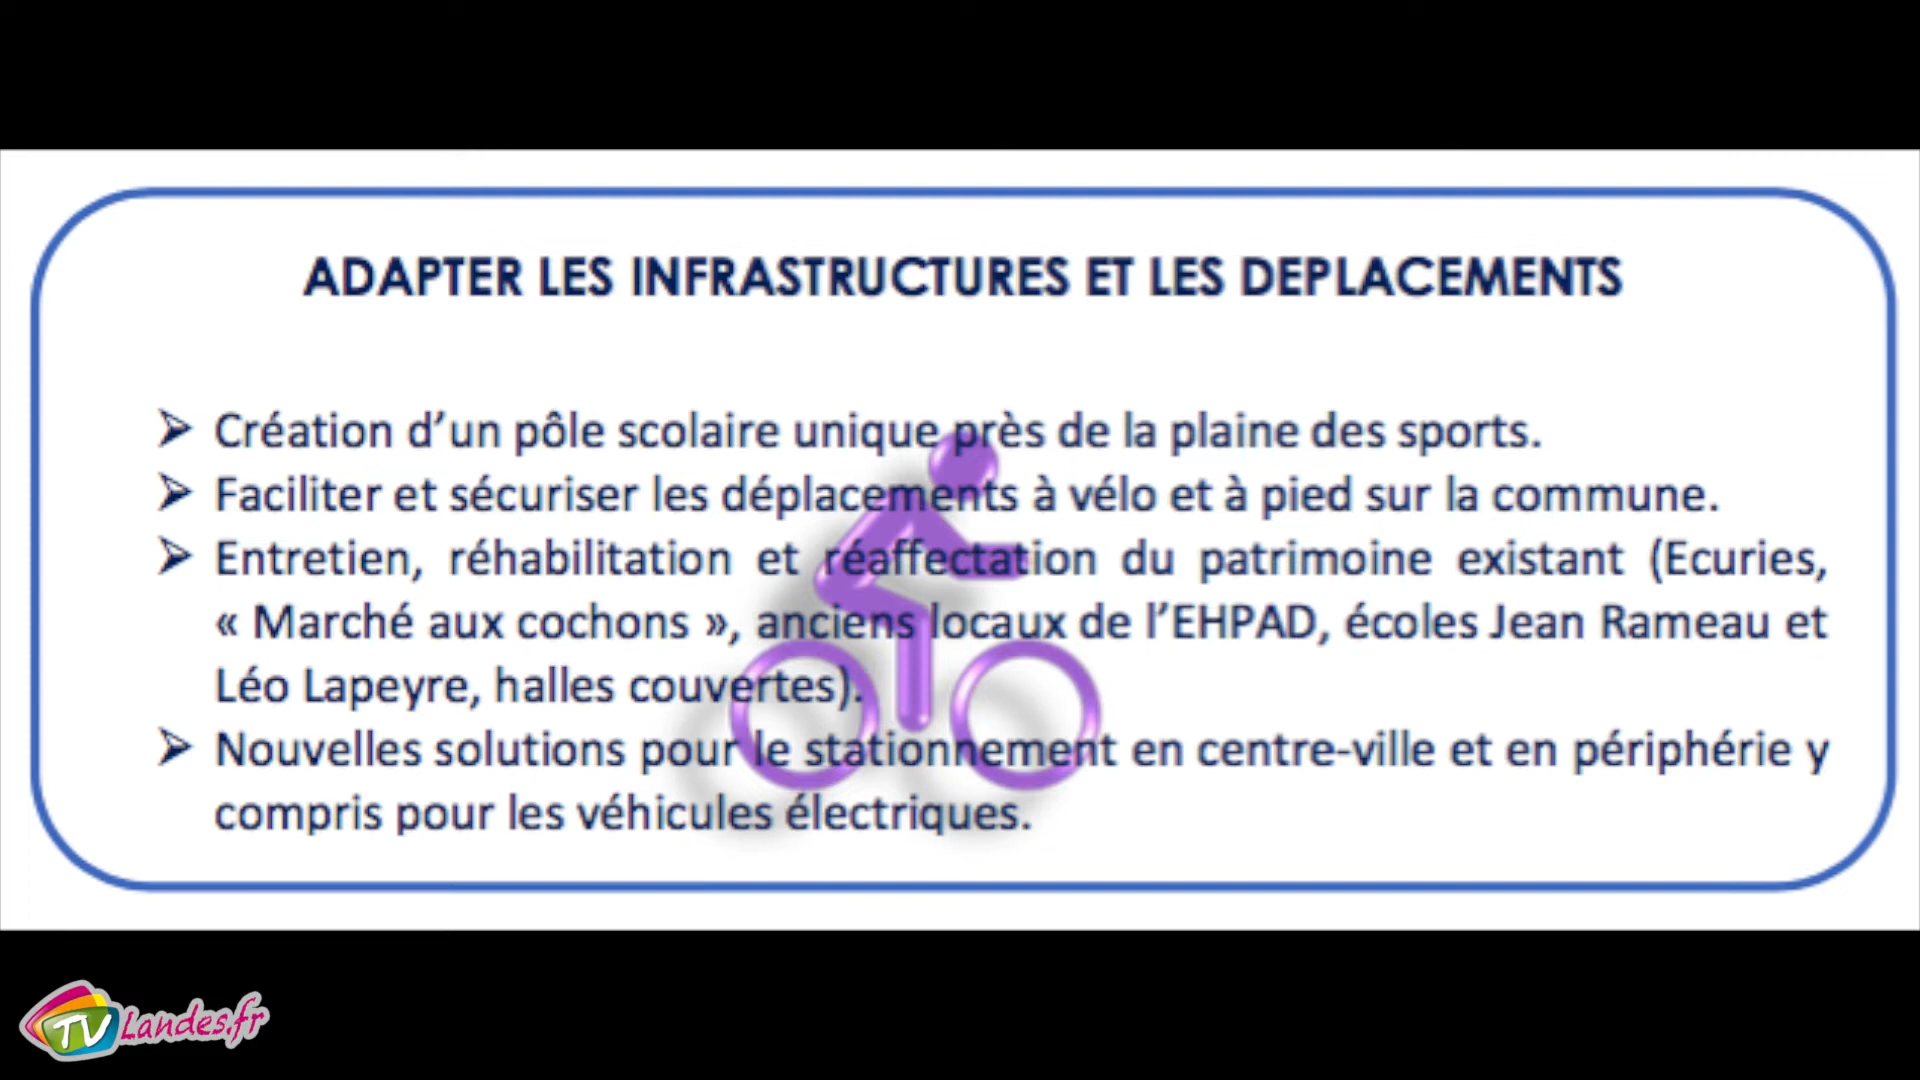 ADAPTER LES INFRASTRUCTURES ET LES DEPLACEMENTS
➢ Création d’un pôle scolaire unique près de la plaine des sports.
➢ Faciliter et sécuriser les déplacements à vélo et à pied sur la commune.
➢ Entretien, réhabilitation et réaffectation du patrimoine existant (Ecuries,
« Marché aux cochons », anciens locaux de l’EHPAD, écoles Jean Rameau et
Léo Lapeyre, halles couvertes).
➢ Nouvelles solutions pour le stationnement en centre-ville et en périphérie y
compris pour les véhicules électriques.
TV Landes.fr